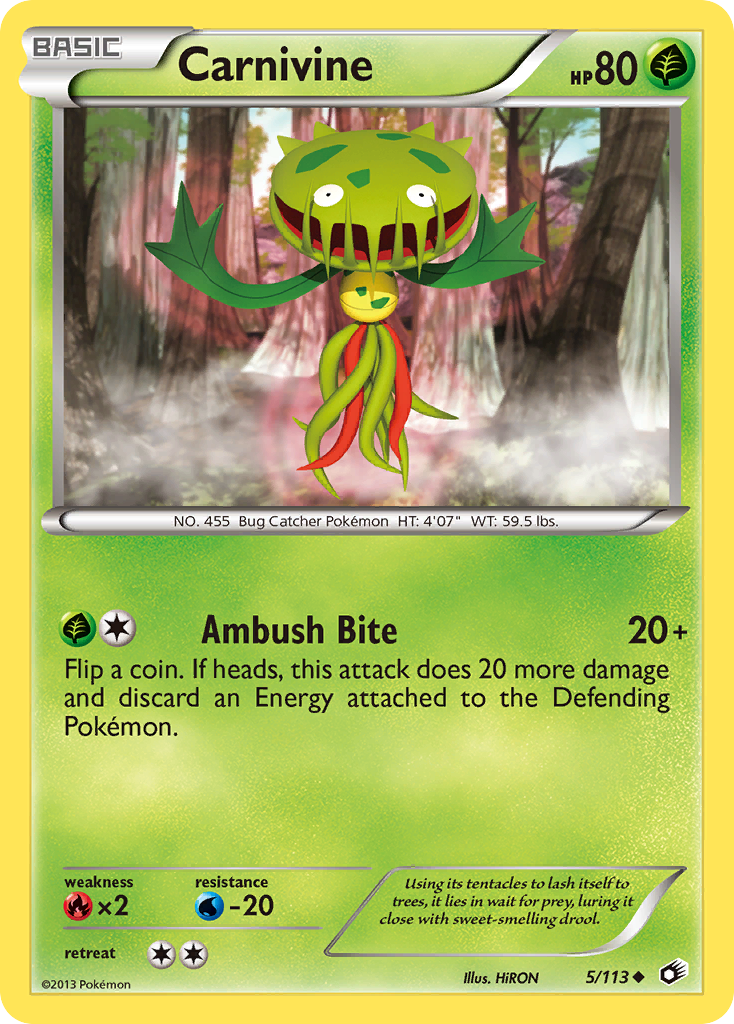 BASIC
Carnivine
HP80
NO. 455 Bug Catcher Pokémon HT: 4'07" WT: 59.5 lbs.
Ambush Bite 20+
Flip a coin. If heads, this attack does 20 more damage
and discard an Energy attached to the Defending
Pokémon.
weakness
×2
resistance
-20
retreat
Using its tentacles to lash itself to
trees, it lies in wait for prey, luring it
close with sweet-smelling drool.
©2013 Pokémon
Illus. HiRON
5/113